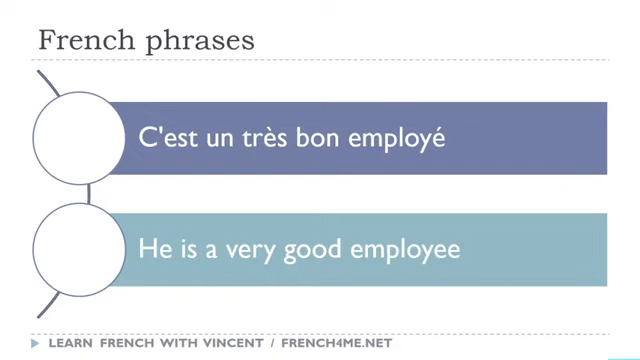 French phrases
C'est un très bon employé
He is a very good employee
LEARN FRENCH WITH VINCENT / FRENCH4ME.NET